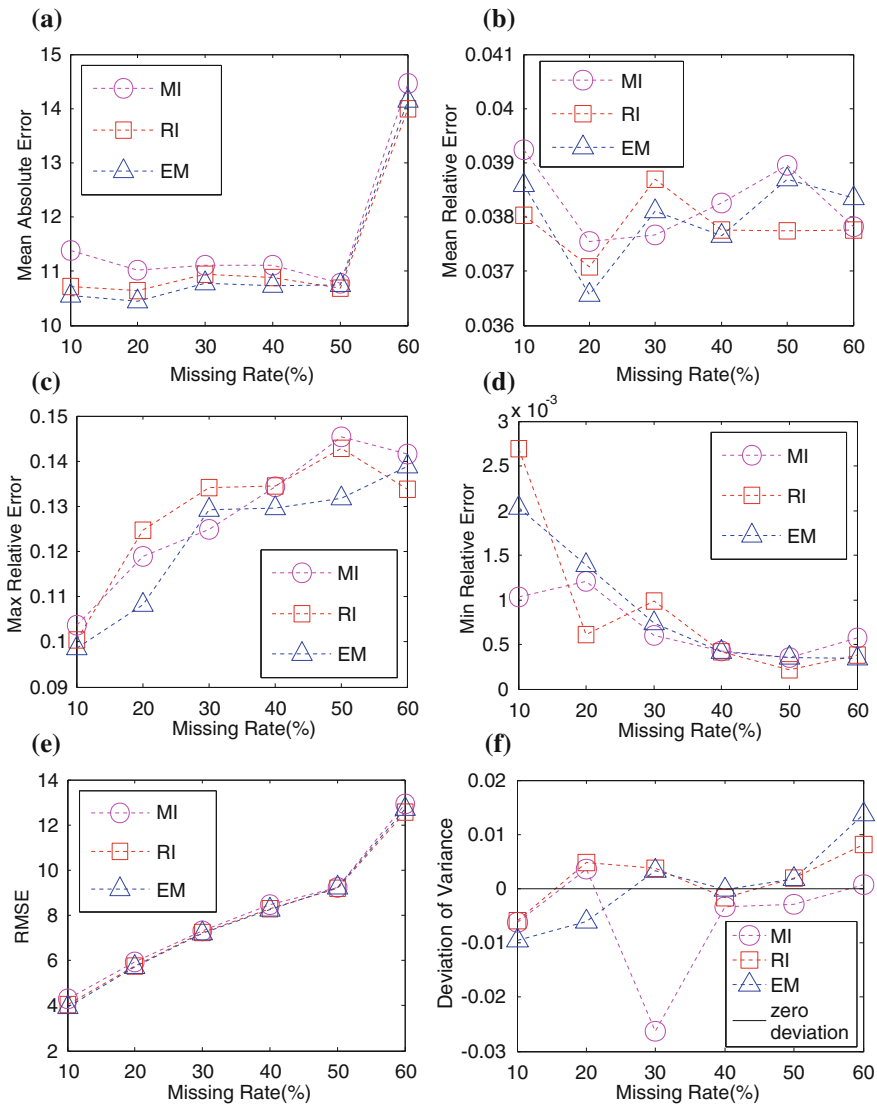 (a)
15
14
13
12
11
10
Mean Absolute Error
MI
RI
EM
10 20 30 40 50 60
Missing Rate(%)
(b)
0.041
0.04
0.039
0.038
0.037
0.036
Mean Relative Error
MI
RI
EM
10 20 30 40 50 60
Missing Rate(%)
(c)
0.15
0.14
0.13
0.12
0.11
0.1
0.09
Max Relative Error
MI
RI
EM
10 20 30 40 50 60
Missing Rate(%)
(d)
x 10-3
3
2.5
2
1.5
1
0.5
0
Min Relative Error
MI
RI
EM
10 20 30 40 50 60
Missing Rate(%)
(e)
14
12
10
8
6
4
2
RMSE
MI
RI
EM
10 20 30 40 50 60
Missing Rate(%)
(f)
0.02
0.01
0
-0.01
-0.02
-0.03
Deviation of Variance
MI
RI
EM
zero
deviation
10 20 30 40 50 60
Missing Rate(%)